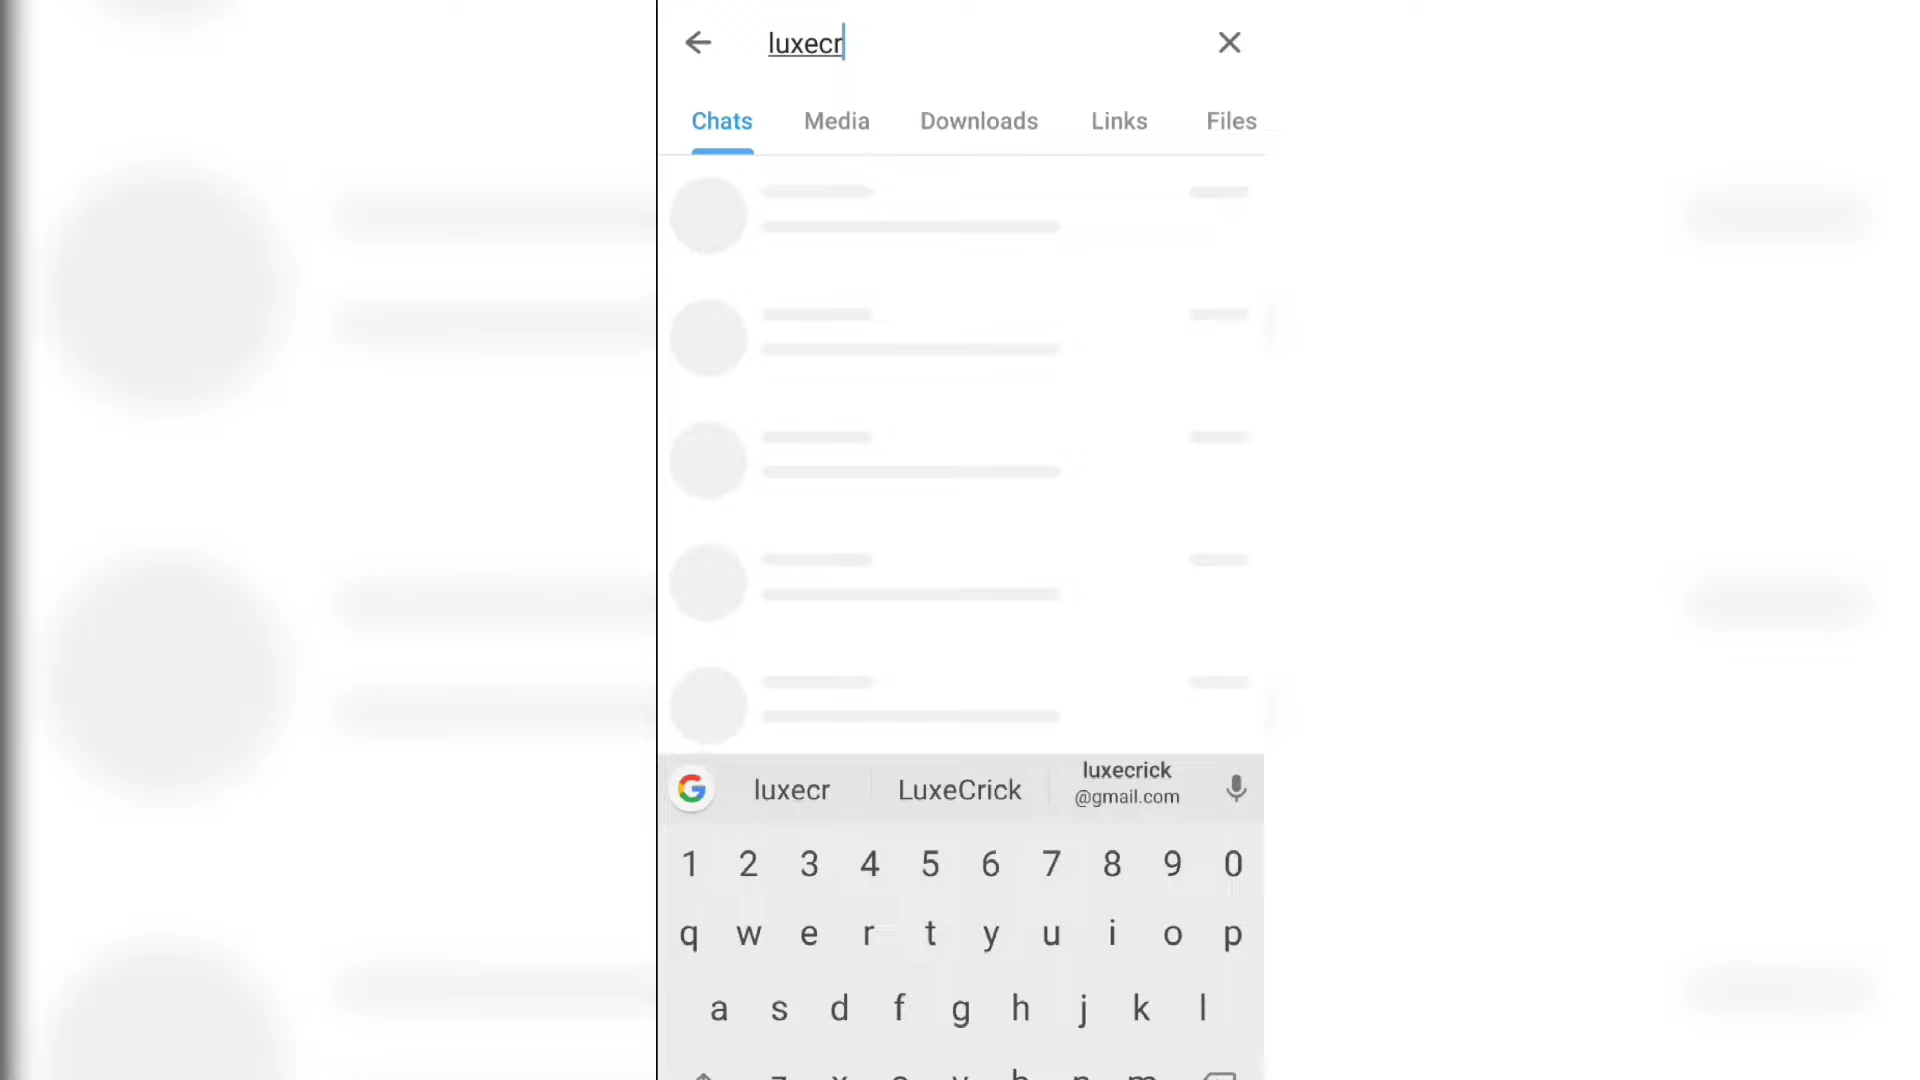 luxecr
Chats Media Downloads Links Files
luxecr LuxeCrick luxecrick
@gmail.com
1 2 3 4 5 6 7 8 9 0
q w e r t y u i o p
a s d f g h j k l
z x c v b n m